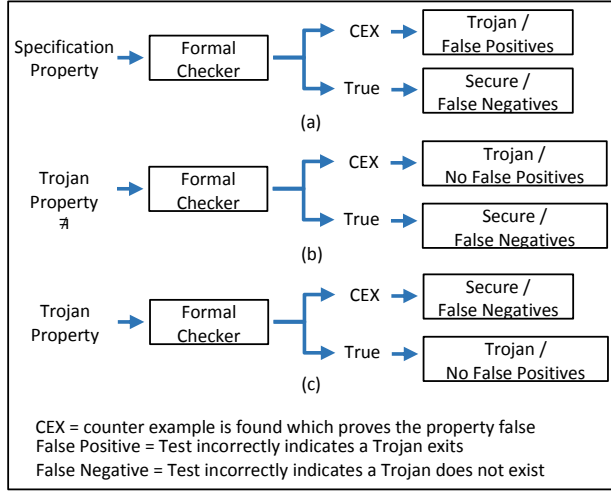 Specification
Property
Formal
Checker
CEX
Trojan /
False Positives
True
Secure /
False Negatives
(a)
Trojan
Property
∄
Formal
Checker
CEX
Trojan /
No False Positives
True
Secure /
False Negatives
(b)
Trojan
Property
Formal
Checker
CEX
Secure /
False Negatives
True
Trojan /
No False Positives
(c)
CEX = counter example is found which proves the property false
False Positive = Test incorrectly indicates a Trojan exits
False Negative = Test incorrectly indicates a Trojan does not exist